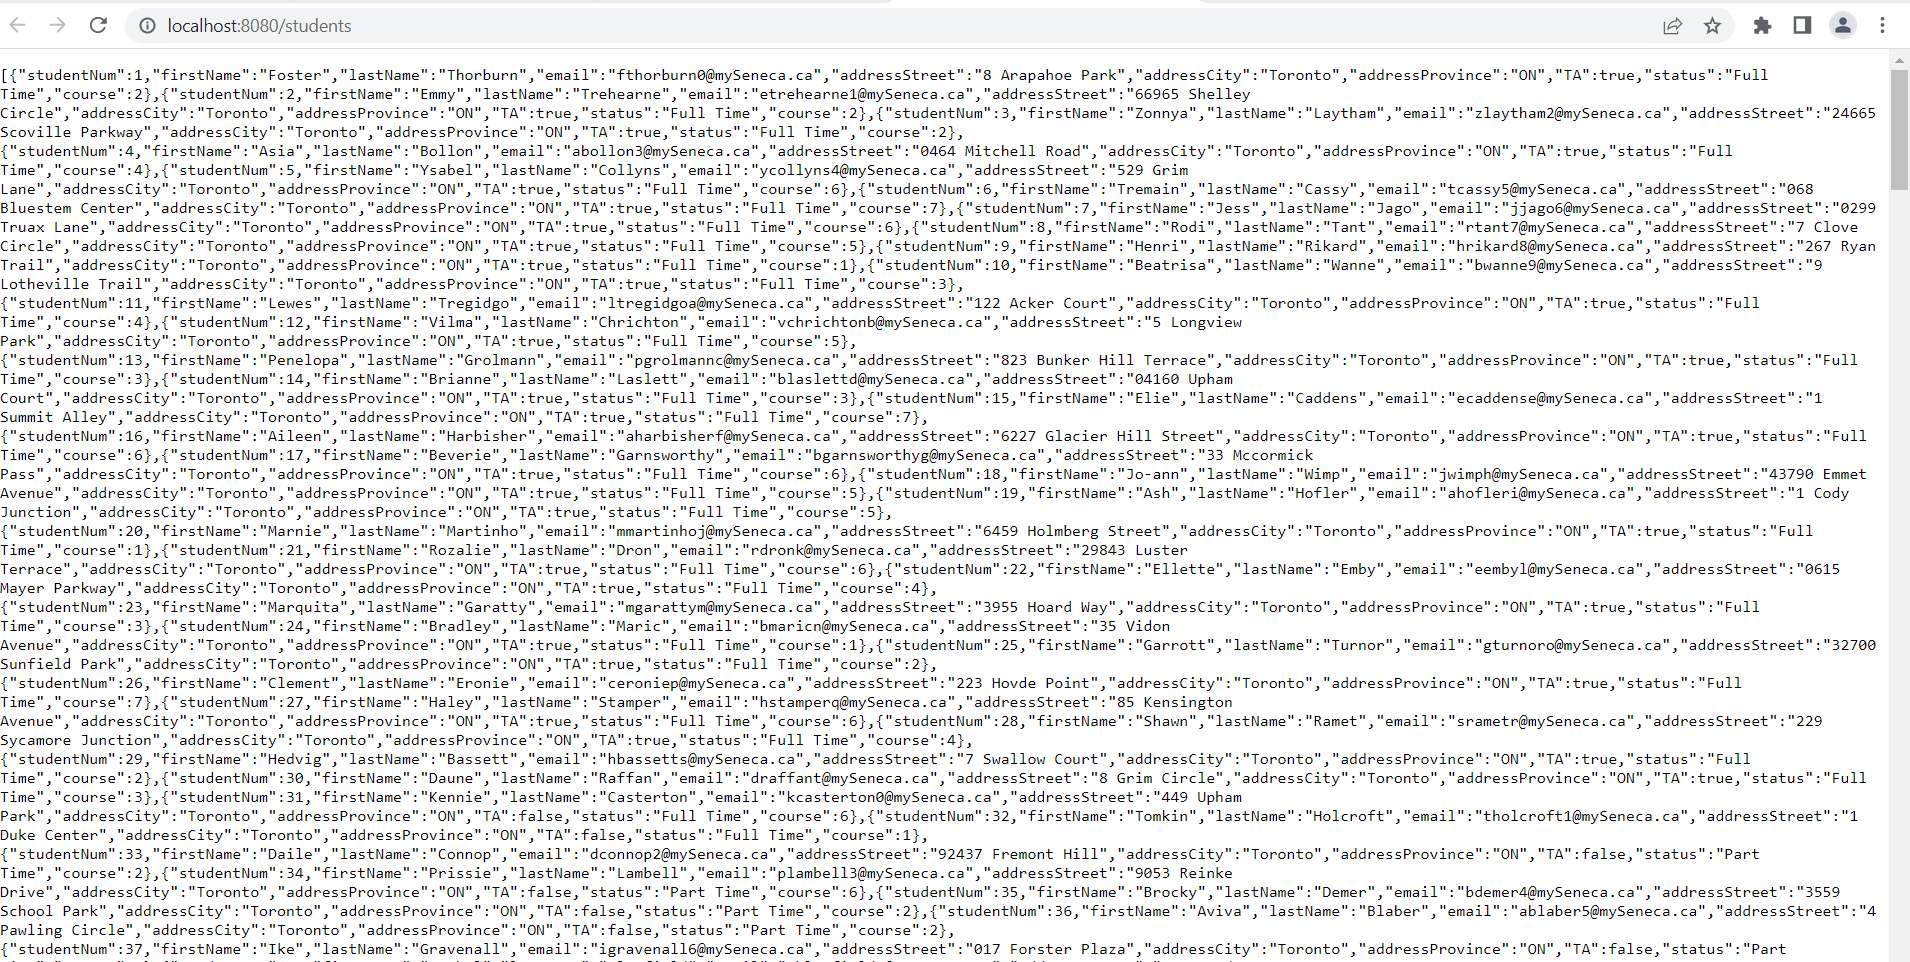 localhost:8080/students
[{"studentNum":1,"firstName":"Foster","lastName":"Thorburn","email":"fthorburn0@mySeneca.ca","addressStreet":"8 Arapahoe Park","addressCity":"Toronto","addressProvince":"ON","TA":true,"status":"Full
Time","course":2},{"studentNum":2,"firstName":"Emmy","lastName":"Trehearne","email":"etrehearne1@mySeneca.ca","addressStreet":"66965 Shelley
Circle","addressCity":"Toronto","addressProvince":"ON","TA":true,"status":"Full Time","course":2},{"studentNum":3,"firstName":"Zonnya","lastName":"Laytham","email":"zlaytham2@mySeneca.ca","addressStreet":"24665
Scoville Parkway","addressCity":"Toronto","addressProvince":"ON","TA":true,"status":"Full Time","course":2},
{"studentNum":4,"firstName":"Asia","lastName":"Bollon","email":"abollon3@mySeneca.ca","addressStreet":"0464 Mitchell Road","addressCity":"Toronto","addressProvince":"ON","TA":true,"status":"Full
Time","course":4},{"studentNum":5,"firstName":"Ysabel","lastName":"Collyns","email":"ycollyns4@mySeneca.ca","addressStreet":"529 Grim
Lane","addressCity":"Toronto","addressProvince":"ON","TA":true,"status":"Full Time","course":6},{"studentNum":6,"firstName":"Tremain","lastName":"Cassy","email":"tcassy5@mySeneca.ca","addressStreet":"068
Bluestem Center","addressCity":"Toronto","addressProvince":"ON","TA":true,"status":"Full Time","course":7},{"studentNum":7,"firstName":"Jess","lastName":"Jago","email":"jjago6@mySeneca.ca","addressStreet":"0299
Truax Lane","addressCity":"Toronto","addressProvince":"ON","TA":true,"status":"Full Time","course":6},{"studentNum":8,"firstName":"Rodi","lastName":"Tant","email":"rtant7@mySeneca.ca","addressStreet":"7 Clove
Circle","addressCity":"Toronto","addressProvince":"ON","TA":true,"status":"Full Time","course":5},{"studentNum":9,"firstName":"Henri","lastName":"Rikard","email":"hrikard8@mySeneca.ca","addressStreet":"267 Ryan
Trail","addressCity":"Toronto","addressProvince":"ON","TA":true,"status":"Full Time","course":1},{"studentNum":10,"firstName":"Beatrisa","lastName":"Wanne","email":"bwanne9@mySeneca.ca","addressStreet":"9
Lotheville Trail","addressCity":"Toronto","addressProvince":"ON","TA":true,"status":"Full Time","course":3},
{"studentNum":11,"firstName":"Lewes","lastName":"Tregidgo","email":"ltregidgoa@mySeneca.ca","addressStreet":"122 Acker Court","addressCity":"Toronto","addressProvince":"ON","TA":true,"status":"Full
Time","course":4},{"studentNum":12,"firstName":"Vilma","lastName":"Chrichton","email":"vchrichtonb@mySeneca.ca","addressStreet":"5 Longview
Park","addressCity":"Toronto","addressProvince":"ON","TA":true,"status":"Full Time","course":5},
{"studentNum":13,"firstName":"Penelopa","lastName":"Grolmann","email":"pgrolmannc@mySeneca.ca","addressStreet":"823 Bunker Hill Terrace","addressCity":"Toronto","addressProvince":"ON","TA":true,"status":"Full
Time","course":3},{"studentNum":14,"firstName":"Brianne","lastName":"Laslett","email":"blaslettd@mySeneca.ca","addressStreet":"04160 Upham
Court","addressCity":"Toronto","addressProvince":"ON","TA":true,"status":"Full Time","course":3},{"studentNum":15,"firstName":"Elie","lastName":"Caddens","email":"ecaddense@mySeneca.ca","addressStreet":"1
Summit Alley","addressCity":"Toronto","addressProvince":"ON","TA":true,"status":"Full Time","course":7},
{"studentNum":16,"firstName":"Aileen","lastName":"Harbisher","email":"aharbisherf@mySeneca.ca","addressStreet":"6227 Glacier Hill Street","addressCity":"Toronto","addressProvince":"ON","TA":true,"status":"Full
Time","course":6},{"studentNum":17,"firstName":"Beverie","lastName":"Garnsworthy","email":"bgarnsworthyg@mySeneca.ca","addressStreet":"33 Mccormick
Pass","addressCity":"Toronto","addressProvince":"ON","TA":true,"status":"Full Time","course":6},{"studentNum":18,"firstName":"Jo-ann","lastName":"Wimp","email":"jwimph@mySeneca.ca","addressStreet":"43790 Emmet
Avenue","addressCity":"Toronto","addressProvince":"ON","TA":true,"status":"Full Time","course":5},{"studentNum":19,"firstName":"Ash","lastName":"Hofler","email":"ahofleri@mySeneca.ca","addressStreet":"1 Cody
Junction","addressCity":"Toronto","addressProvince":"ON","TA":true,"status":"Full Time","course":5},
{"studentNum":20,"firstName":"Marnie","lastName":"Martinho","email":"mmartinhoj@mySeneca.ca","addressStreet":"6459 Holmberg Street","addressCity":"Toronto","addressProvince":"ON","TA":true,"status":"Full
Time","course":1},{"studentNum":21,"firstName":"Rozalie","lastName":"Dron","email":"rdronk@mySeneca.ca","addressStreet":"29843 Luster
Terrace","addressCity":"Toronto","addressProvince":"ON","TA":true,"status":"Full Time","course":6},{"studentNum":22,"firstName":"Ellette","lastName":"Emby","email":"eembyl@mySeneca.ca","addressStreet":"0615
Mayer Parkway","addressCity":"Toronto","addressProvince":"ON","TA":true,"status":"Full Time","course":4},
{"studentNum":23,"firstName":"Marquita","lastName":"Garatty","email":"mgarattym@mySeneca.ca","addressStreet":"3955 Hoard Way","addressCity":"Toronto","addressProvince":"ON","TA":true,"status":"Full
Time","course":3},{"studentNum":24,"firstName":"Bradley","lastName":"Maric","email":"bmaricn@mySeneca.ca","addressStreet":"35 Vidon
Avenue","addressCity":"Toronto","addressProvince":"ON","TA":true,"status":"Full Time","course":1},{"studentNum":25,"firstName":"Garrott","lastName":"Turnor","email":"gturnoro@mySeneca.ca","addressStreet":"32700
Sunfield Park","addressCity":"Toronto","addressProvince":"ON","TA":true,"status":"Full Time","course":2},
{"studentNum":26,"firstName":"Clement","lastName":"Eronie","email":"ceroniep@mySeneca.ca","addressStreet":"223 Hovde Point","addressCity":"Toronto","addressProvince":"ON","TA":true,"status":"Full
Time","course":7},{"studentNum":27,"firstName":"Haley","lastName":"Stamper","email":"hstamperq@mySeneca.ca","addressStreet":"85 Kensington
Avenue","addressCity":"Toronto","addressProvince":"ON","TA":true,"status":"Full Time","course":6},{"studentNum":28,"firstName":"Shawn","lastName":"Ramet","email":"srametr@mySeneca.ca","addressStreet":"229
Sycamore Junction","addressCity":"Toronto","addressProvince":"ON","TA":true,"status":"Full Time","course":4},
{"studentNum":29,"firstName":"Hedvig","lastName":"Bassett","email":"hbassetts@mySeneca.ca","addressStreet":"7 Swallow Court","addressCity":"Toronto","addressProvince":"ON","TA":true,"status":"Full
Time","course":2},{"studentNum":30,"firstName":"Daune","lastName":"Raffan","email":"draffant@mySeneca.ca","addressStreet":"8 Grim Circle","addressCity":"Toronto","addressProvince":"ON","TA":true,"status":"Full
Time","course":3},{"studentNum":31,"firstName":"Kennie","lastName":"Casterton","email":"kcasterton0@mySeneca.ca","addressStreet":"449 Upham
Park","addressCity":"Toronto","addressProvince":"ON","TA":false,"status":"Full Time","course":6},{"studentNum":32,"firstName":"Tomkin","lastName":"Holcroft","email":"tholcroft1@mySeneca.ca","addressStreet":"1
Duke Center","addressCity":"Toronto","addressProvince":"ON","TA":false,"status":"Full Time","course":1},
{"studentNum":33,"firstName":"Daile","lastName":"Connop","email":"dconnop2@mySeneca.ca","addressStreet":"92437 Fremont Hill","addressCity":"Toronto","addressProvince":"ON","TA":false,"status":"Part
Time","course":2},{"studentNum":34,"firstName":"Prissie","lastName":"Lambell","email":"plambell3@mySeneca.ca","addressStreet":"9053 Reinke
Drive","addressCity":"Toronto","addressProvince":"ON","TA":false,"status":"Part Time","course":6},{"studentNum":35,"firstName":"Brocky","lastName":"Demer","email":"bdemer4@mySeneca.ca","addressStreet":"3559
School Park","addressCity":"Toronto","addressProvince":"ON","TA":false,"status":"Part Time","course":2},{"studentNum":36,"firstName":"Aviva","lastName":"Blaber","email":"ablaber5@mySeneca.ca","addressStreet":"4
Pawling Circle","addressCity":"Toronto","addressProvince":"ON","TA":false,"status":"Part Time","course":2},
{"studentNum":37,"firstName":"Ike","lastName":"Gravenall","email":"igravenall6@mySeneca.ca","addressStreet":"017 Forster Plaza","addressCity":"Toronto","addressProvince":"ON","TA":false,"status":"Part